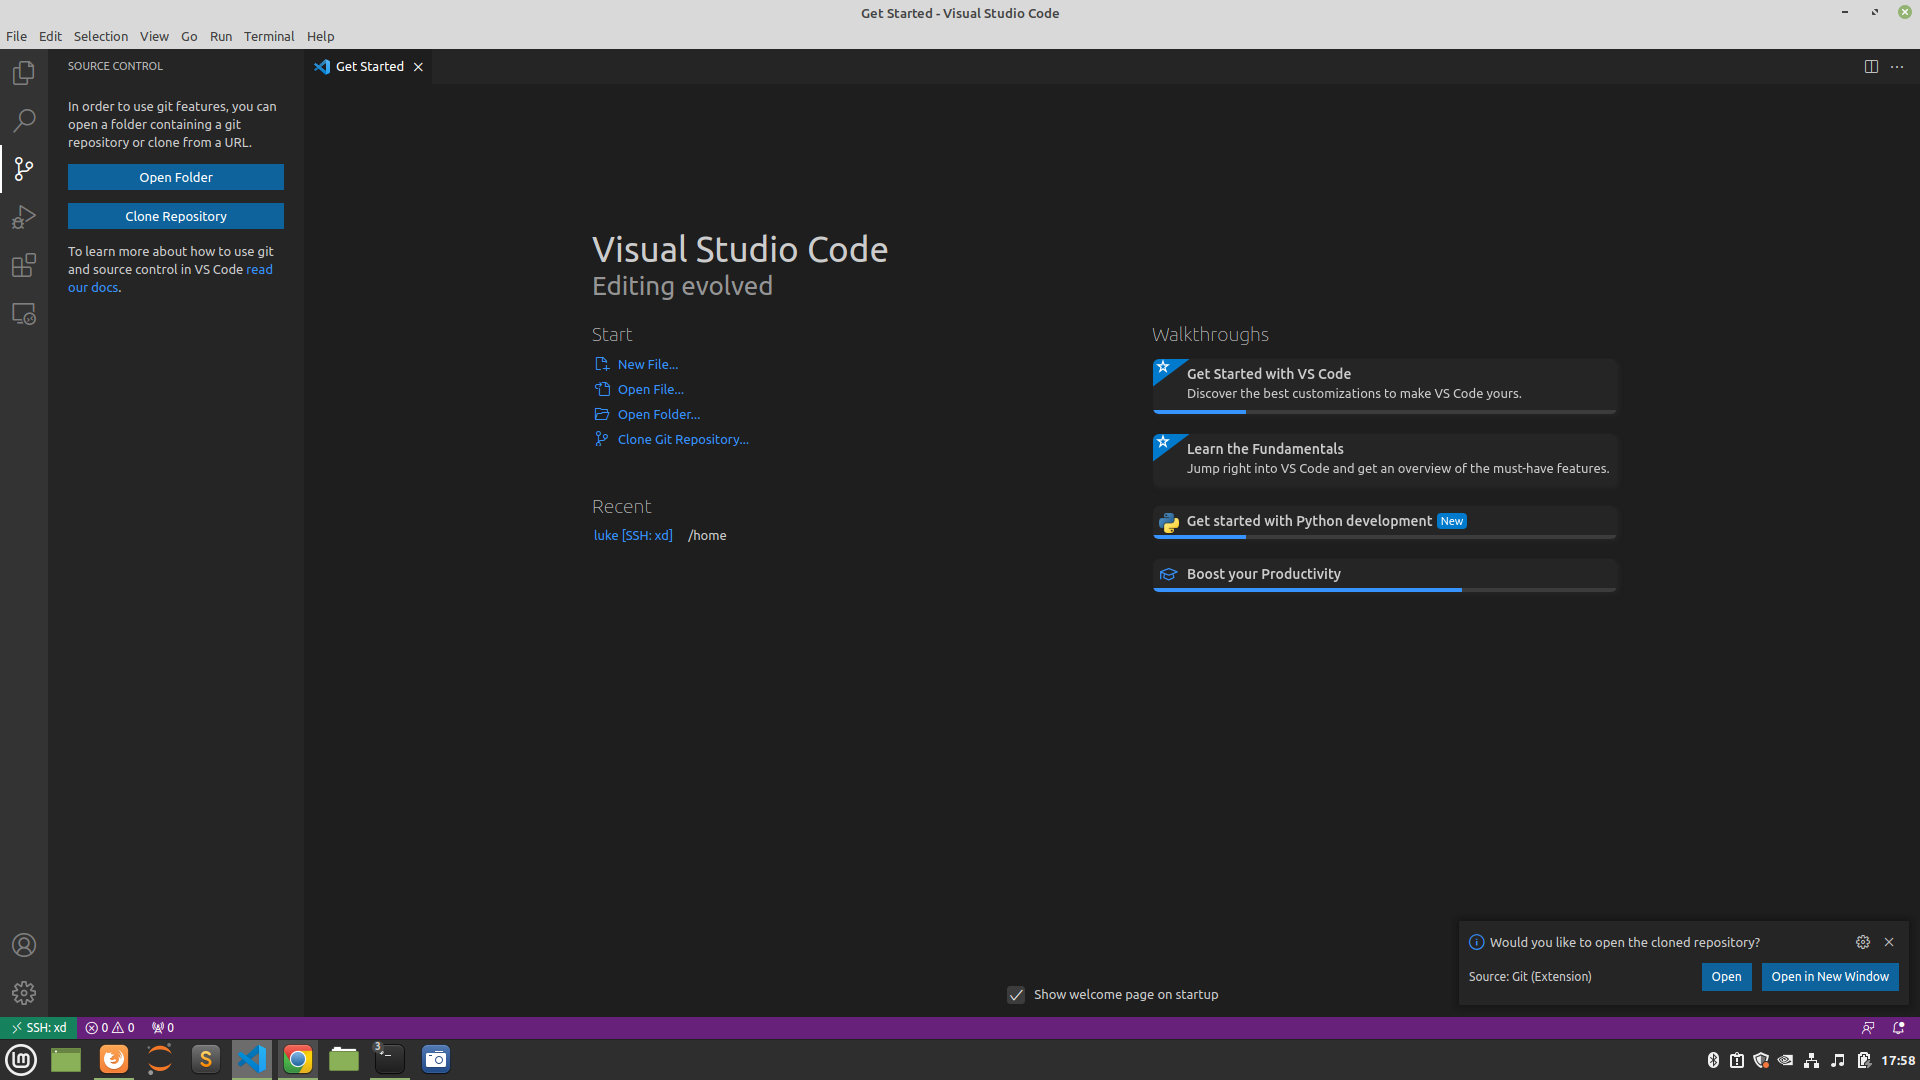 Get Started - Visual Studio Code
File Edit Selection View Go Run Terminal Help
SOURCE CONTROL
Get Started
In order to use git features, you can
open a folder containing a git
repository or clone from a URL.
Open Folder
Clone Repository
To learn more about how to use git
and source control in VS Code read
our docs.
Visual Studio Code
Editing evolved
Start
New File...
Open File...
Open Folder...
Clone Git Repository...
Recent
luke [SSH: xd] /home
Walkthroughs
Get Started with VS Code
Discover the best customizations to make VS Code yours.
Learn the Fundamentals
Jump right into VS Code and get an overview of the must-have features.
Get started with Python development New
Boost your Productivity
Show welcome page on startup
Would you like to open the cloned repository?
Source: Git (Extension)
Open
Open in New Window
SSH: xd 0 0 0
3
17:58